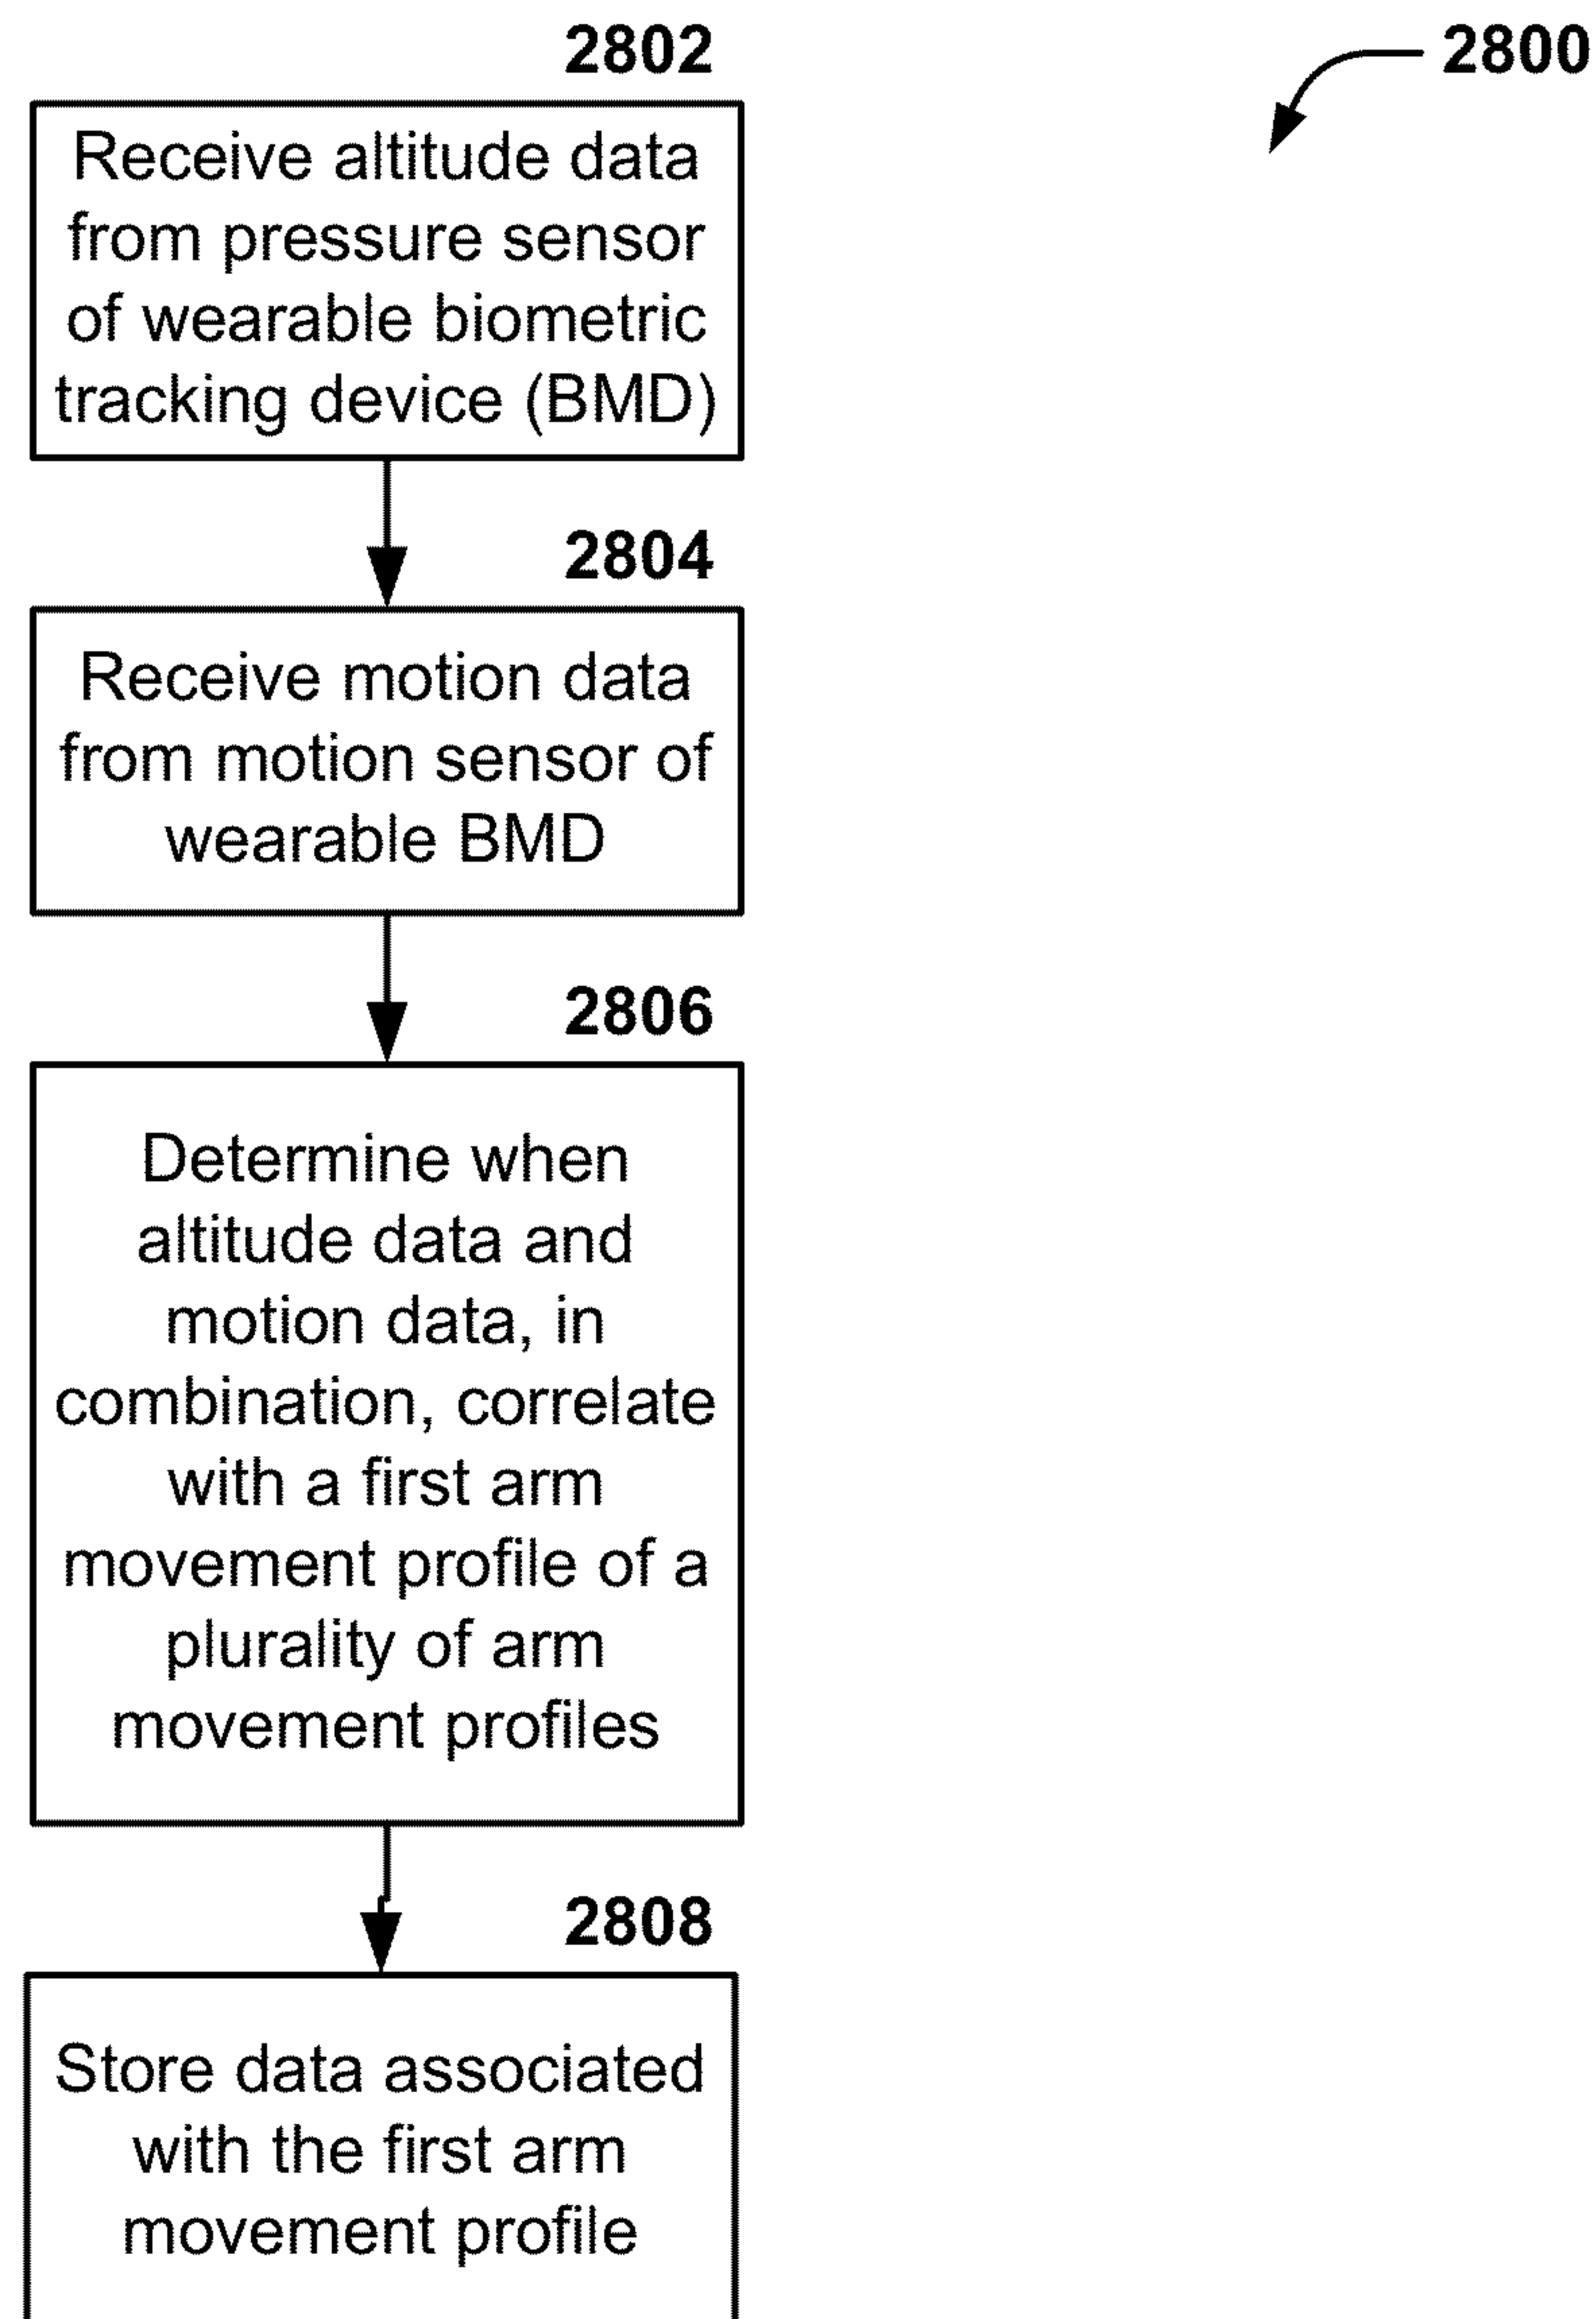 2802
2800
Receive altitude data
from pressure sensor
of wearable biometric
tracking device (BMD)
2804
Receive motion data
from motion sensor of
wearable BMD
2806
Determine when
altitude data and
motion data, in
combination, correlate
with a first arm
movement profile of a
plurality of arm
movement profiles
2808
Store data associated
with the first arm
movement profile